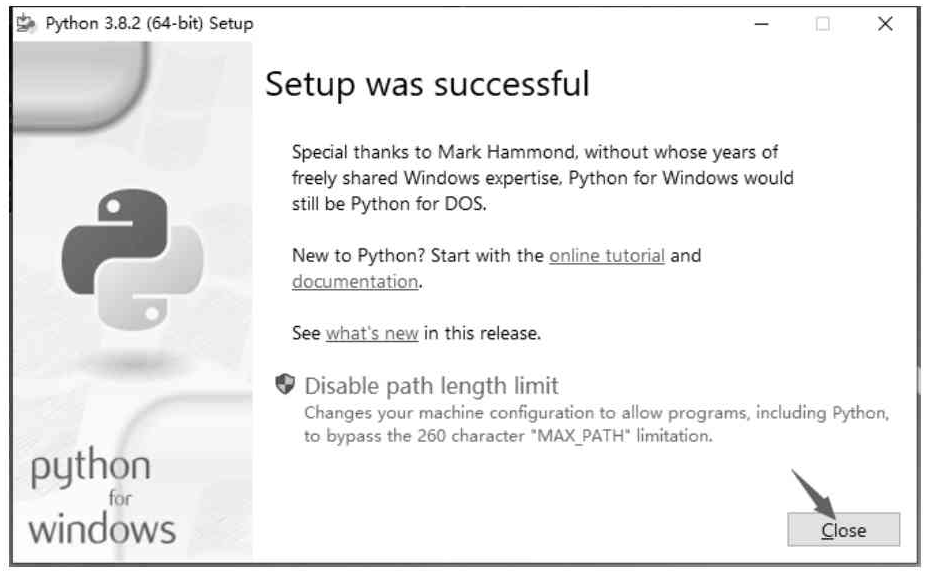 Python 3.8.2 (64-bit) Setup
Setup was successful
Special thanks to Mark Hammond, without whose years of
freely shared Windows expertise, Python for Windows would
still be Python for DOS.
New to Python? Start with the online tutorial and
documentation.
See what's new in this release.
Disable path length limit
Changes your machine configuration to allow programs, including Python,
to bypass the 260 character "MAX_PATH" limitation.
python
for
windows
Close